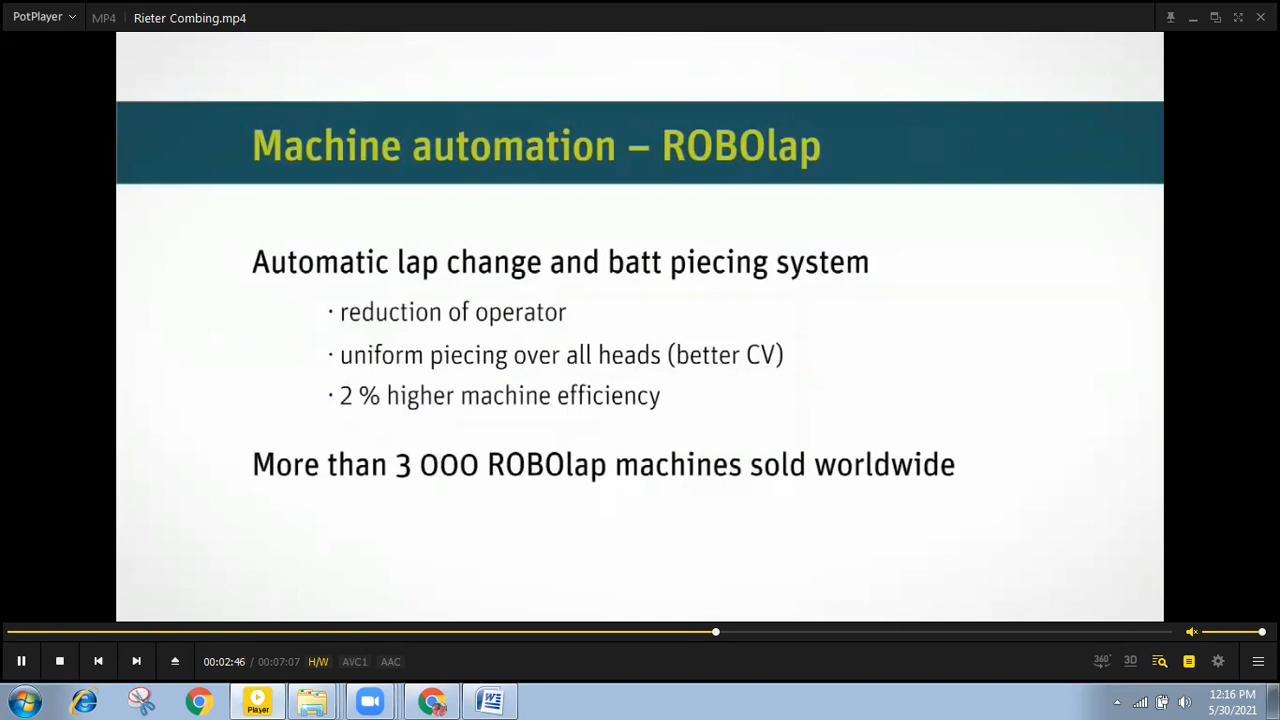 PotPlayer MP4 Rieter Combing.mp4
Machine automation – ROBOlap
Automatic lap change and batt piecing system
· reduction of operator
· uniform piecing over all heads (better CV)
· 2 % higher machine efficiency
More than 3 000 ROBOlap machines sold worldwide
00:02:46 / 00:07:07 H/W AVC1 AAC 360° 3D
Player
12:16 PM
5/30/2021